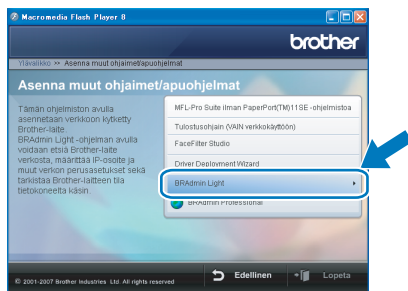 Macromedia Flash Player 8
brother
Ylävalikko >> Asenna muut ohjaimet/apuohjelmat
Asenna muut ohjaimet/apuohjelmat
Tämän ohjelmiston avulla
asennetaan verkkoon kytketty
Brother-laite.
BRAdmin Light -ohjelman avulla
voidaan etsiä Brother-laite
verkosta, määrittää IP-osoite ja
muut verkon perusasetukset sekä
tarkistaa Brother-laitteen tila
tietokoneelta käsin.
MFL-Pro Suite ilman PaperPort(TM)11SE -ohjelmistoa
Tulostusohjain (VAIN verkkokäyttöön)
FaceFilter Studio
Driver Deployment Wizard
BRAdmin Light
BRAdmin Professional
© 2001-2007 Brother Industries Ltd. All rights reserved
Edellinen
Lopeta